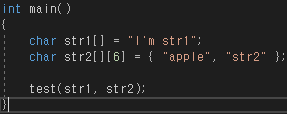 int main()
{
    char str1[] = "I'm str1";
    char str2[][6] = { "apple", "str2" };
    test(str1, str2);
}